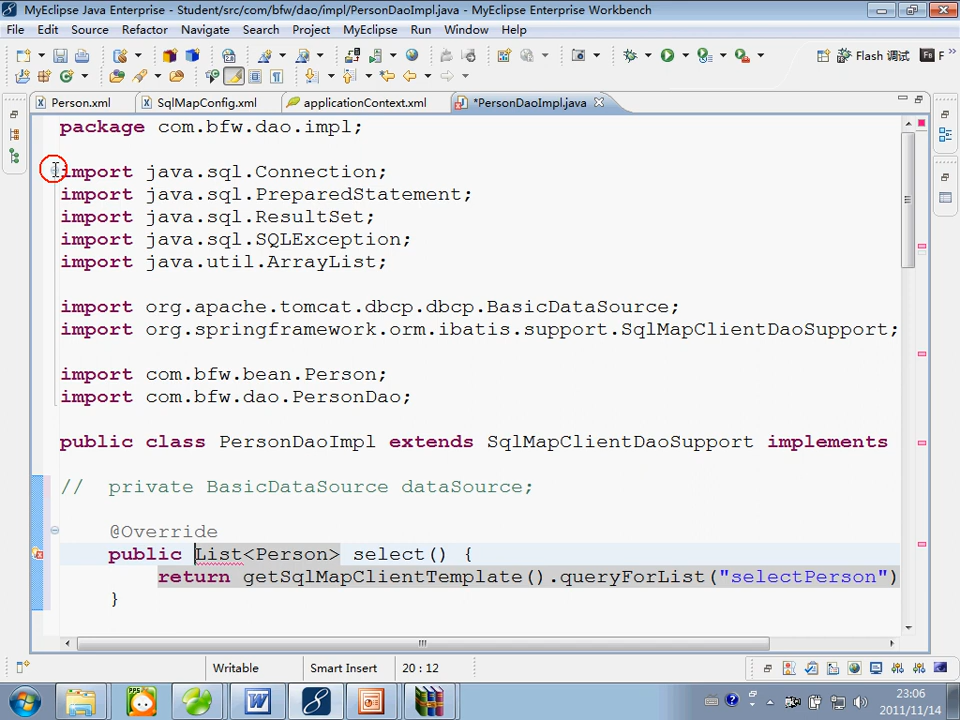 MyEclipse Java Enterprise - Student/src/com/bfw/dao/impl/PersonDaoImpl.java - MyEclipse Enterprise Workbench
File Edit Source Refactor Navigate Search Project MyEclipse Run Window Help
Flash 调试
Person.xml SqlMapConfig.xml applicationContext.xml *PersonDaoImpl.java
package com.bfw.dao.impl;
import java.sql.Connection;
import java.sql.PreparedStatement;
import java.sql.ResultSet;
import java.sql.SQLException;
import java.util.ArrayList;
import org.apache.tomcat.dbcp.dbcp.BasicDataSource;
import org.springframework.orm.ibatis.support.SqlMapClientDaoSupport;
import com.bfw.bean.Person;
import com.bfw.dao.PersonDao;
public class PersonDaoImpl extends SqlMapClientDaoSupport implements
// private BasicDataSource dataSource;
@Override
public List<Person> select() {
return getSqlMapClientTemplate().queryForList("selectPerson")
}
Writable Smart Insert 20 : 12
23:06
2011/11/14